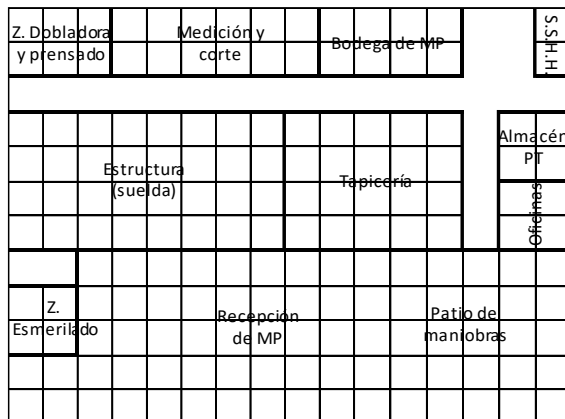 Z. Dobladora
y prensado
Medición y
corte
Bodega de MP
S.S.H.H.
Estructura
(suelda)
Tapicería
Almacén
PT
Oficinas
Z.
Esmerilado
Recepción
de MP
Patio de
maniobras